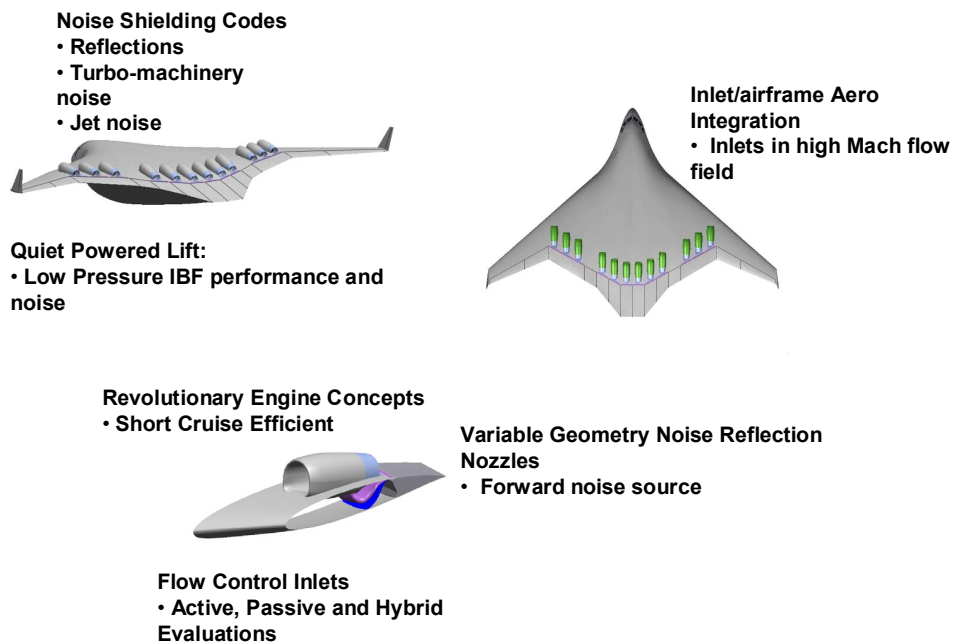 Noise Shielding Codes
• Reflections
• Turbo-machinery
noise
• Jet noise
Inlet/airframe Aero
Integration
• Inlets in high Mach flow
field
Quiet Powered Lift:
• Low Pressure IBF performance and
noise
Revolutionary Engine Concepts
• Short Cruise Efficient
Variable Geometry Noise Reflection
Nozzles
• Forward noise source
Flow Control Inlets
• Active, Passive and Hybrid
Evaluations